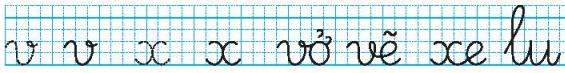 v v x x vở vẽ xe lu